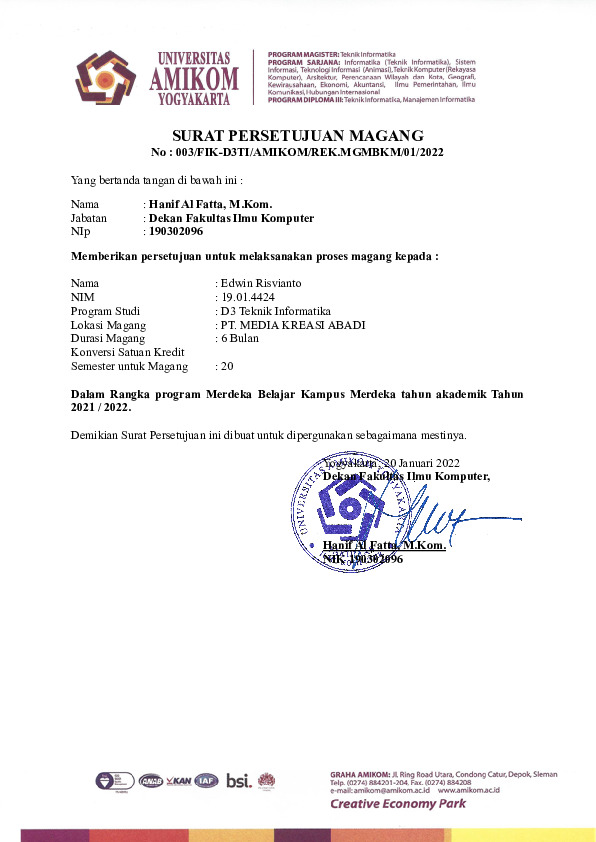 UNIVERSITAS
AMIKOM
YOGYAKARTA
PROGRAM MAGISTER: Teknik Informatika
PROGRAM SARJANA: Informatika (Teknik Informatika), Sistem
Informasi, Teknologi Informasi (Animasi), Teknik Komputer (Rekayasa
Komputer), Arsitektur, Perencanaan Wilayah dan Kota, Geografi,
Kewirausahaan, Ekonomi, Akuntansi, Ilmu Pemerintahan, Ilmu
Komunikasi, Hubungan Internasional
PROGRAM DIPLOMA III: Teknik Informatika, Manajemen Informatika
SURAT PERSETUJUAN MAGANG
No : 003/FIK-D3TI/AMIKOM/REK.MGMBKM/01/2022
Yang bertanda tangan di bawah ini :
Nama : Hanif Al Fatta, M.Kom.
Jabatan : Dekan Fakultas Ilmu Komputer
NIp : 190302096
Memberikan persetujuan untuk melaksanakan proses magang kepada :
Nama : Edwin Risvianto
NIM : 19.01.4424
Program Studi : D3 Teknik Informatika
Lokasi Magang : PT. MEDIA KREASI ABADI
Durasi Magang : 6 Bulan
Konversi Satuan Kredit
Semester untuk Magang : 20
Dalam Rangka program Merdeka Belajar Kampus Merdeka tahun akademik Tahun
2021 / 2022.
Demikian Surat Persetujuan ini dibuat untuk dipergunakan sebagaimana mestinya.
Yogyakarta, 20 Januari 2022
Dekan Fakultas Ilmu Komputer,
UNIVERSITAS AMIKOM YOGYAKARTA
Hanif Al Fatta, M.Kom.
NIK. 190302096
KAN
IAF
bsi.
GRAHA AMIKOM: Jl. Ring Road Utara, Condong Catur, Depok, Sleman
Telp. (0274) 884201-204, Fax. (0274) 884208
e-mail: amikom@amikom.ac.id www.amikom.ac.id
Creative Economy Park